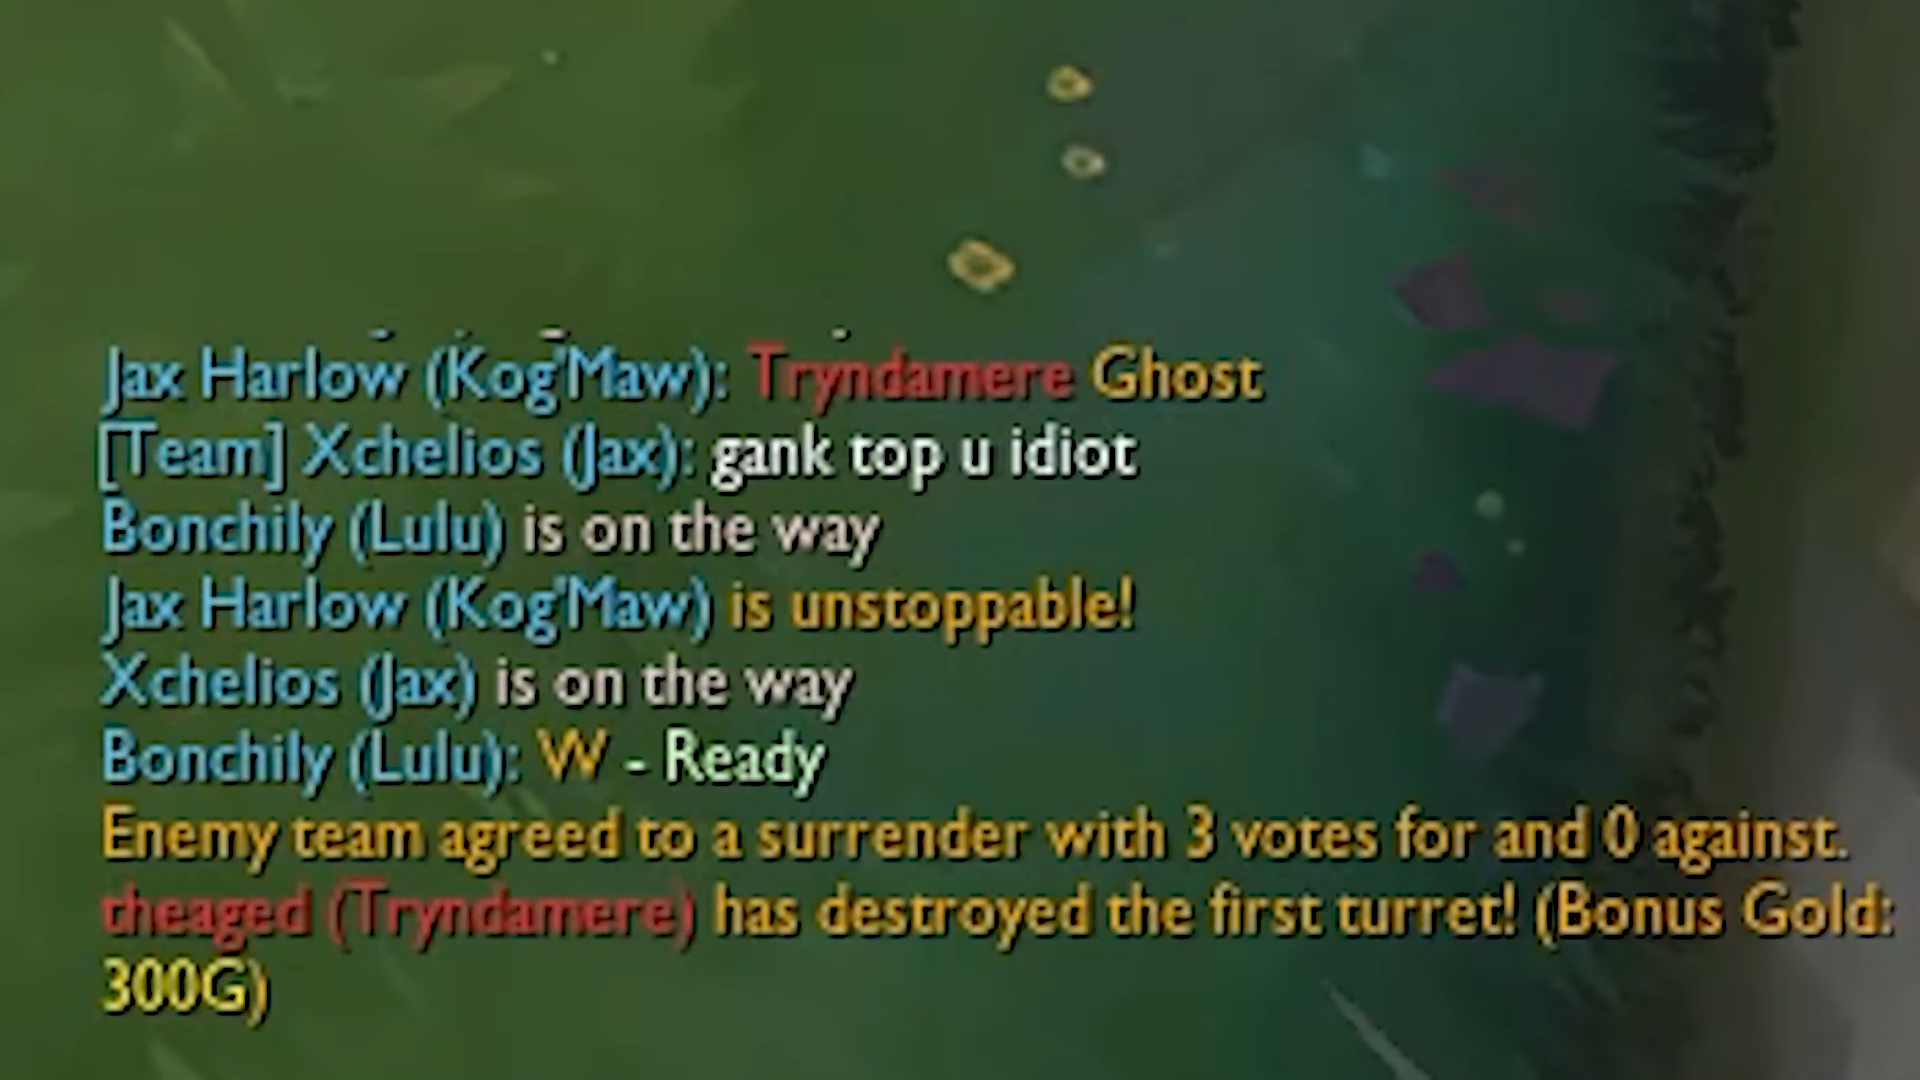 Jax Harlow (Kog'Maw): Tryndamere Ghost
[Team] Xchelios (Jax): gank top u idiot
Bonchily (Lulu) is on the way
Jax Harlow (Kog'Maw) is unstoppable!
Xchelios (Jax) is on the way
Bonchily (Lulu): W - Ready
Enemy team agreed to a surrender with 3 votes for and 0 against.
theaged (Tryndamere) has destroyed the first turret! (Bonus Gold:
300G)